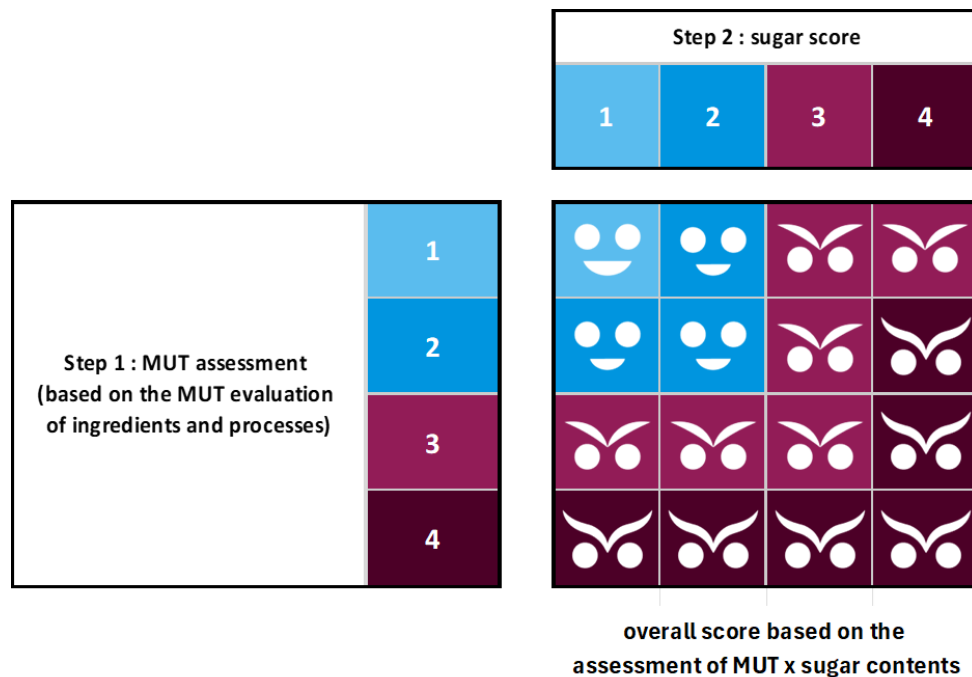 Step 2 : sugar score
1 2 3 4
Step 1 : MUT assessment
(based on the MUT evaluation
of ingredients and processes)
1
2
3
4
overall score based on the
assessment of MUT x sugar contents